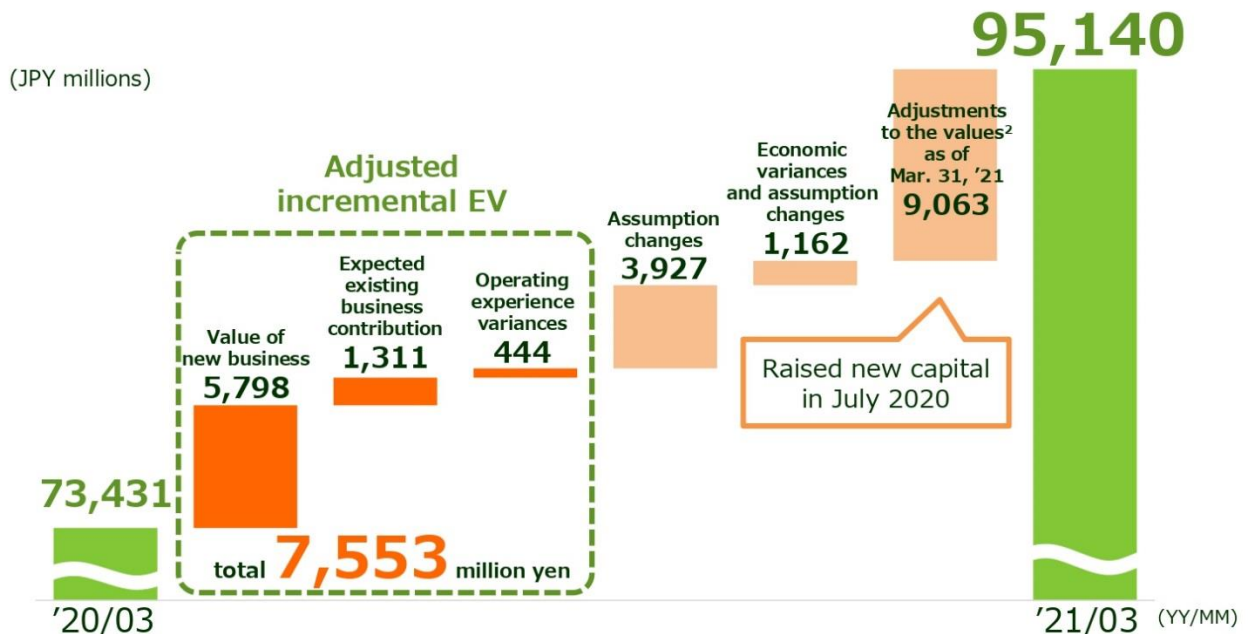 95,140
(JPY millions)
Adjusted
incremental EV
Value of
new business
5,798
Expected
existing
business
contribution
1,311
Operating
experience
variances
444
Assumption
changes
3,927
Economic
variances
and assumption
changes
1,162
Adjustments
to the values²
as of
Mar. 31, ’21
9,063
Raised new capital
in July 2020
73,431
total 7,553 million yen
’20/03
’21/03 (YY/MM)